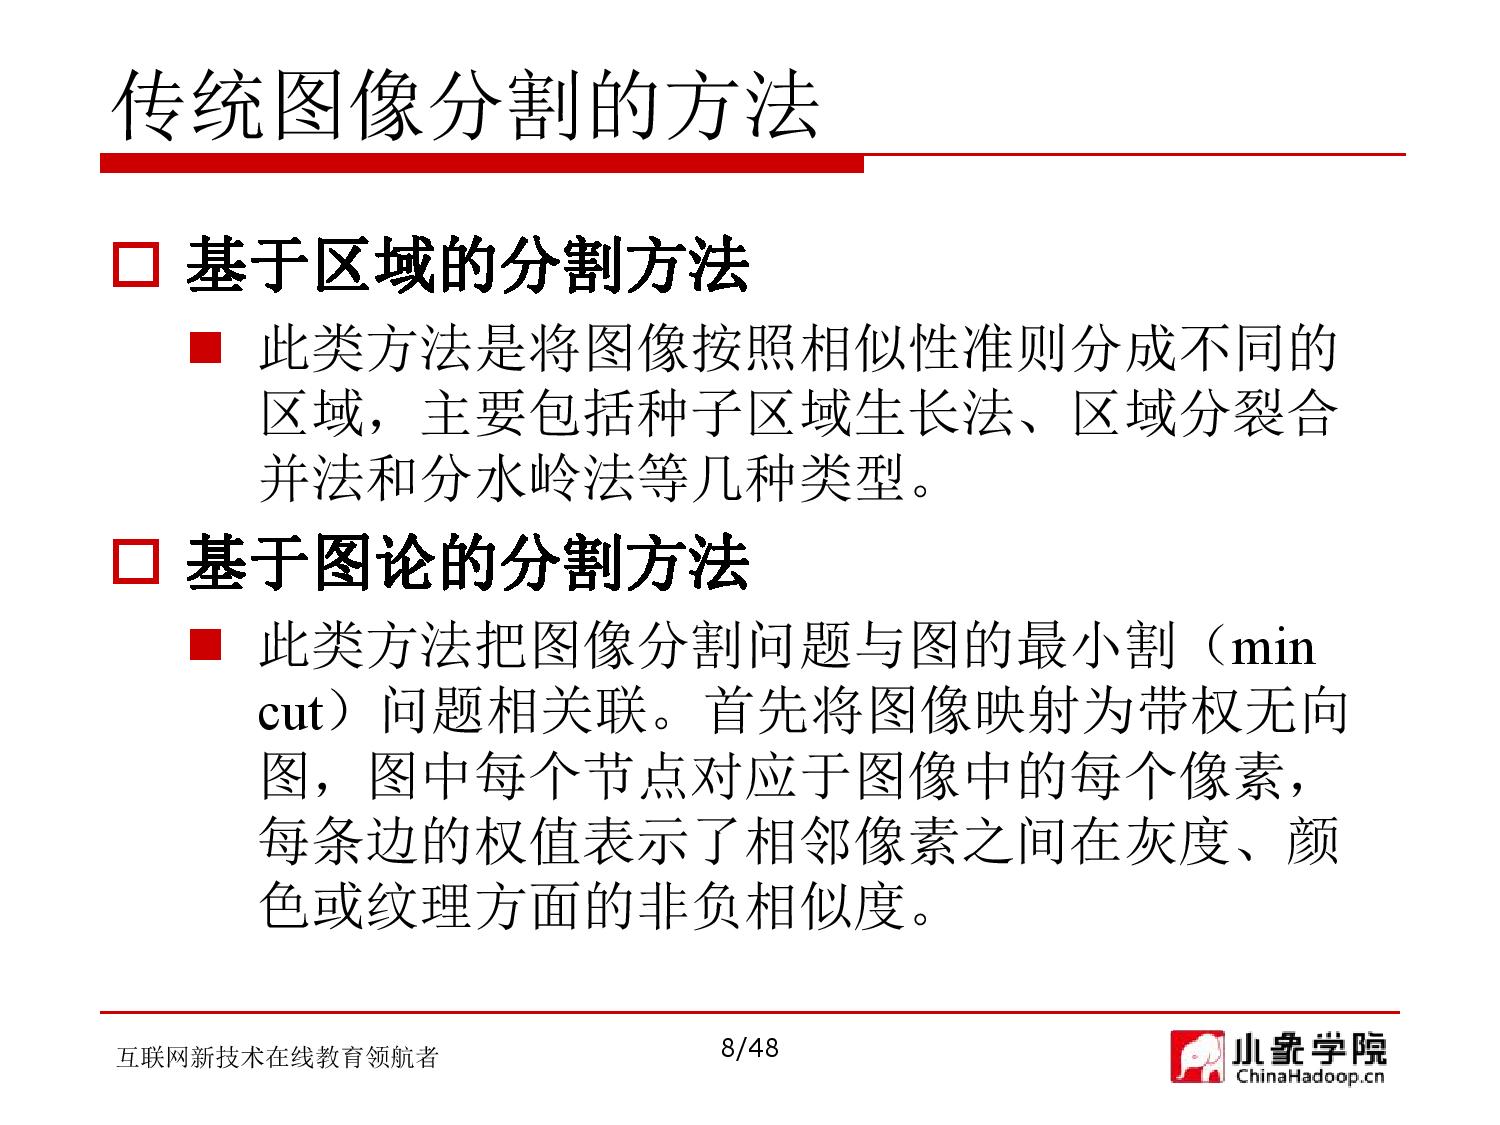 传统图像分割的方法
基于区域的分割方法
此类方法是将图像按照相似性准则分成不同的
区域，主要包括种子区域生长法、区域分裂合
并法和分水岭法等几种类型。
基于图论的分割方法
此类方法把图像分割问题与图的最小割（min
cut）问题相关联。首先将图像映射为带权无向
图，图中每个节点对应于图像中的每个像素，
每条边的权值表示了相邻像素之间在灰度、颜
色或纹理方面的非负相似度。
互联网新技术在线教育领航者
8/48
小象学院
ChinaHadoop.cn